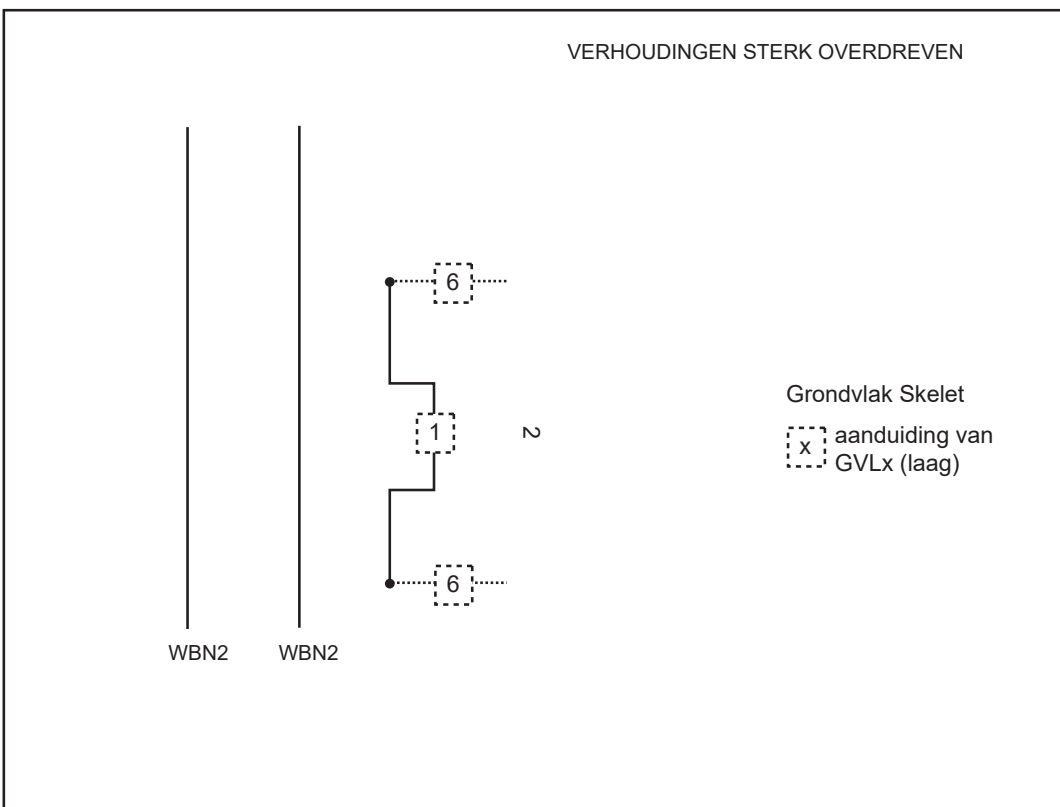 VERHOUDINGEN STERK OVERDREVEN
6
Grondvlak Skelet
1
2
x aanduiding van
GVLx (laag)
6
WBN2 WBN2